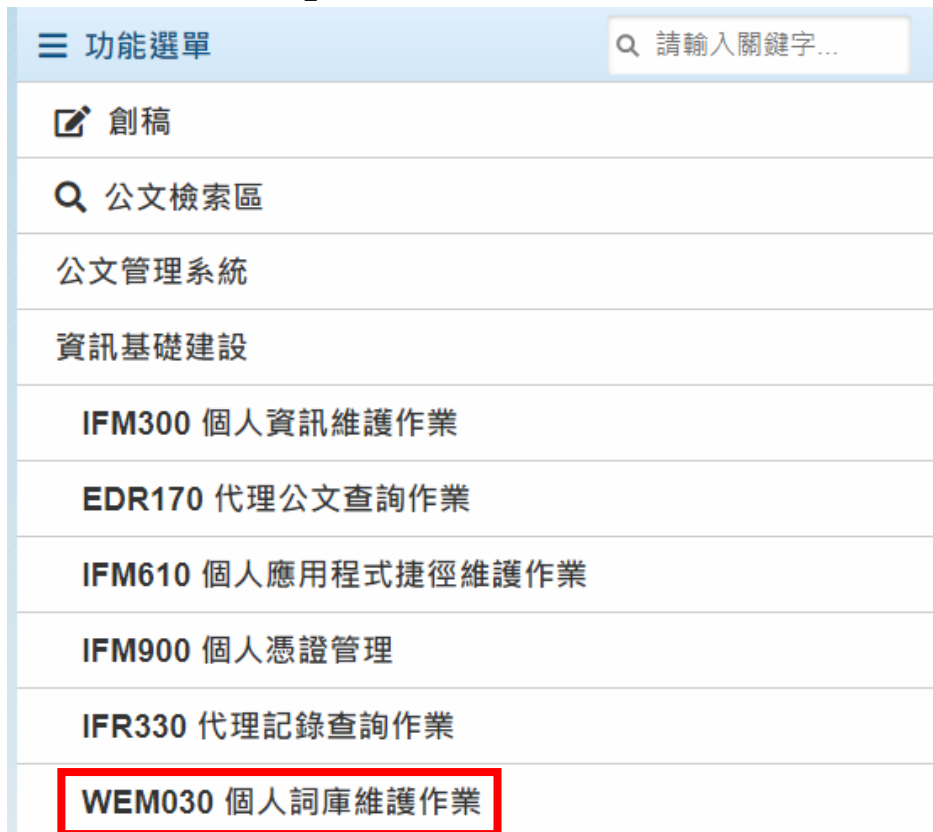 功能選單 請輸入關鍵字...
創稿
公文檢索區
公文管理系統
資訊基礎建設
IFM300 個人資訊維護作業
EDR170 代理公文查詢作業
IFM610 個人應用程式捷徑維護作業
IFM900 個人憑證管理
IFR330 代理記錄查詢作業
WEM030 個人詞庫維護作業